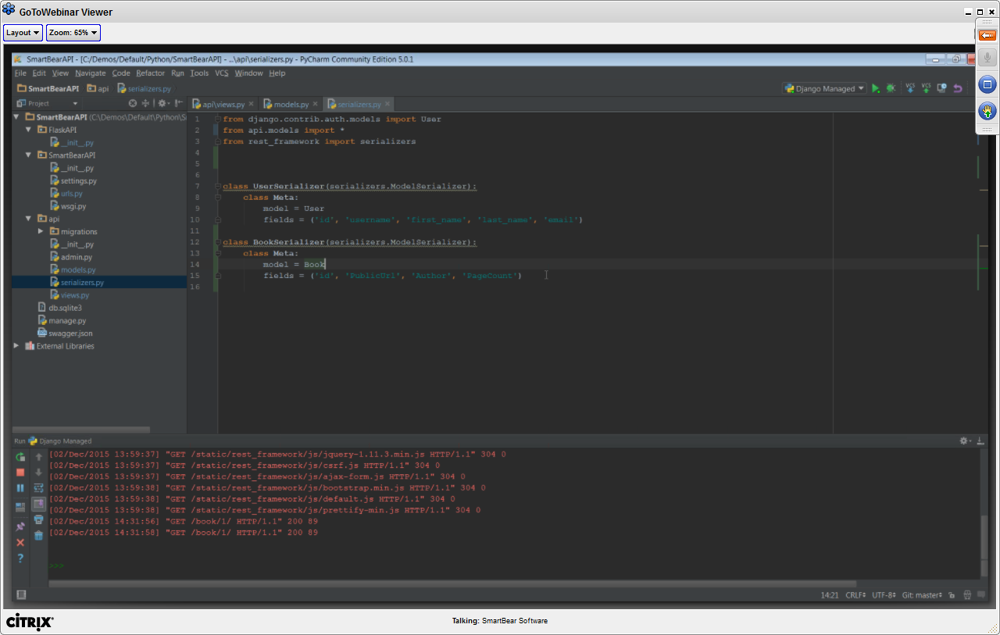 GoToWebinar Viewer
Layout
Zoom: 65%
SmartBearAPI - [C:/Demos/Default/Python/SmartBearAPI] - ...\api\serializers.py - PyCharm Community Edition 5.0.1
File Edit View Navigate Code Refactor Run Tools VCS Window Help
SmartBearAPI api serializers.py Django Managed VCS VCS
Project api\views.py models.py serializers.py
SmartBearAPI (C:\Demos\Default\Python\S
FlaskAPI
__init__.py
SmartBearAPI
__init__.py
settings.py
urls.py
wsgi.py
api
migrations
__init__.py
admin.py
models.py
serializers.py
views.py
db.sqlite3
manage.py
swagger.json
External Libraries
1 from django.contrib.auth.models import User
2 from api.models import *
3 from rest_framework import serializers
4
5
6
7 class UserSerializer(serializers.ModelSerializer):
8 class Meta:
9 model = User
10 fields = ('id', 'username', 'first_name', 'last_name', 'email')
11
12 class BookSerializer(serializers.ModelSerializer):
13 class Meta:
14 model = Book
15 fields = ('id', 'PublicUrl', 'Author', 'PageCount')
16
Run Django Managed
[02/Dec/2015 13:59:37] "GET /static/rest_framework/js/jquery-1.11.3.min.js HTTP/1.1" 304 0
[02/Dec/2015 13:59:37] "GET /static/rest_framework/js/csrf.js HTTP/1.1" 304 0
[02/Dec/2015 13:59:37] "GET /static/rest_framework/js/ajax-form.js HTTP/1.1" 304 0
[02/Dec/2015 13:59:38] "GET /static/rest_framework/js/bootstrap.min.js HTTP/1.1" 304 0
[02/Dec/2015 13:59:38] "GET /static/rest_framework/js/default.js HTTP/1.1" 304 0
[02/Dec/2015 13:59:38] "GET /static/rest_framework/js/prettify-min.js HTTP/1.1" 304 0
[02/Dec/2015 14:31:56] "GET /book/1/ HTTP/1.1" 200 89
[02/Dec/2015 14:31:58] "GET /book/1/ HTTP/1.1" 200 89
>>>
14:21 CRLF UTF-8 Git: master
CITRIX
Talking: SmartBear Software